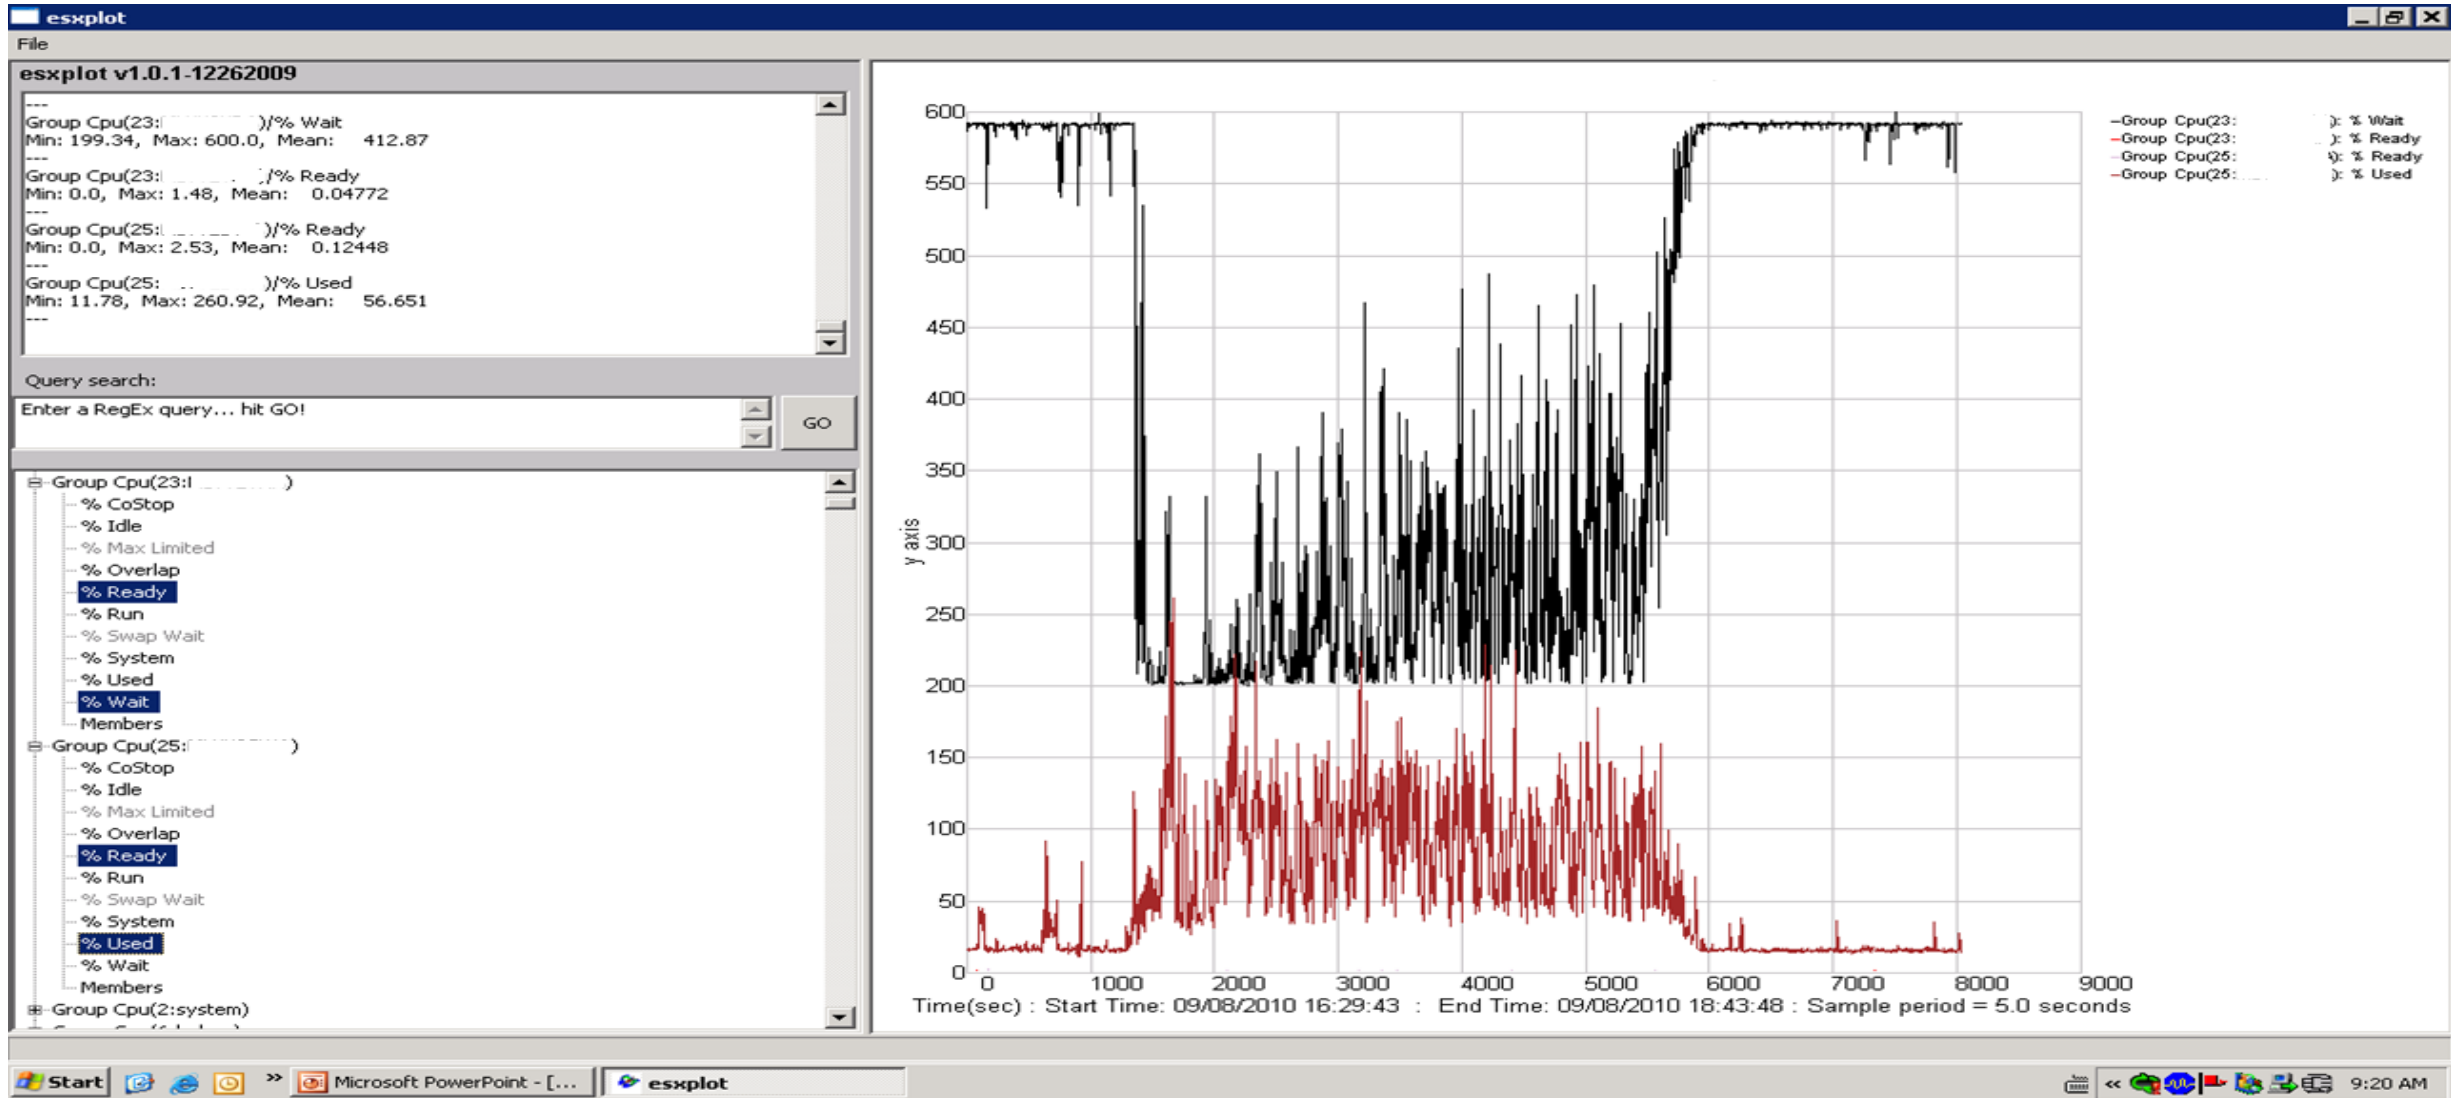 esxplot
File
esxplot v1.0.1-12262009
---
Group Cpu(23: )/% Wait
Min: 199.34, Max: 600.0, Mean: 412.87
---
Group Cpu(23: )/% Ready
Min: 0.0, Max: 1.48, Mean: 0.04772
---
Group Cpu(25: )/% Ready
Min: 0.0, Max: 2.53, Mean: 0.12448
---
Group Cpu(25: )/% Used
Min: 11.78, Max: 260.92, Mean: 56.651
---
Query search:
Enter a RegEx query... hit GO!
GO
Group Cpu(23: )
% CoStop
% Idle
% Max Limited
% Overlap
% Ready
% Run
% Swap Wait
% System
% Used
% Wait
Members
Group Cpu(25: )
% CoStop
% Idle
% Max Limited
% Overlap
% Ready
% Run
% Swap Wait
% System
% Used
% Wait
Members
Group Cpu(2:system)
600
550
500
450
400
350
300
250
200
150
100
50
0
y axis
0 1000 2000 3000 4000 5000 6000 7000 8000 9000
Time(sec) : Start Time: 09/08/2010 16:29:43 : End Time: 09/08/2010 18:43:48 : Sample period = 5.0 seconds
Group Cpu(23: ): % Wait
Group Cpu(23: ): % Ready
Group Cpu(25: ): % Ready
Group Cpu(25: ): % Used
Start
Microsoft PowerPoint - [...
esxplot
9:20 AM